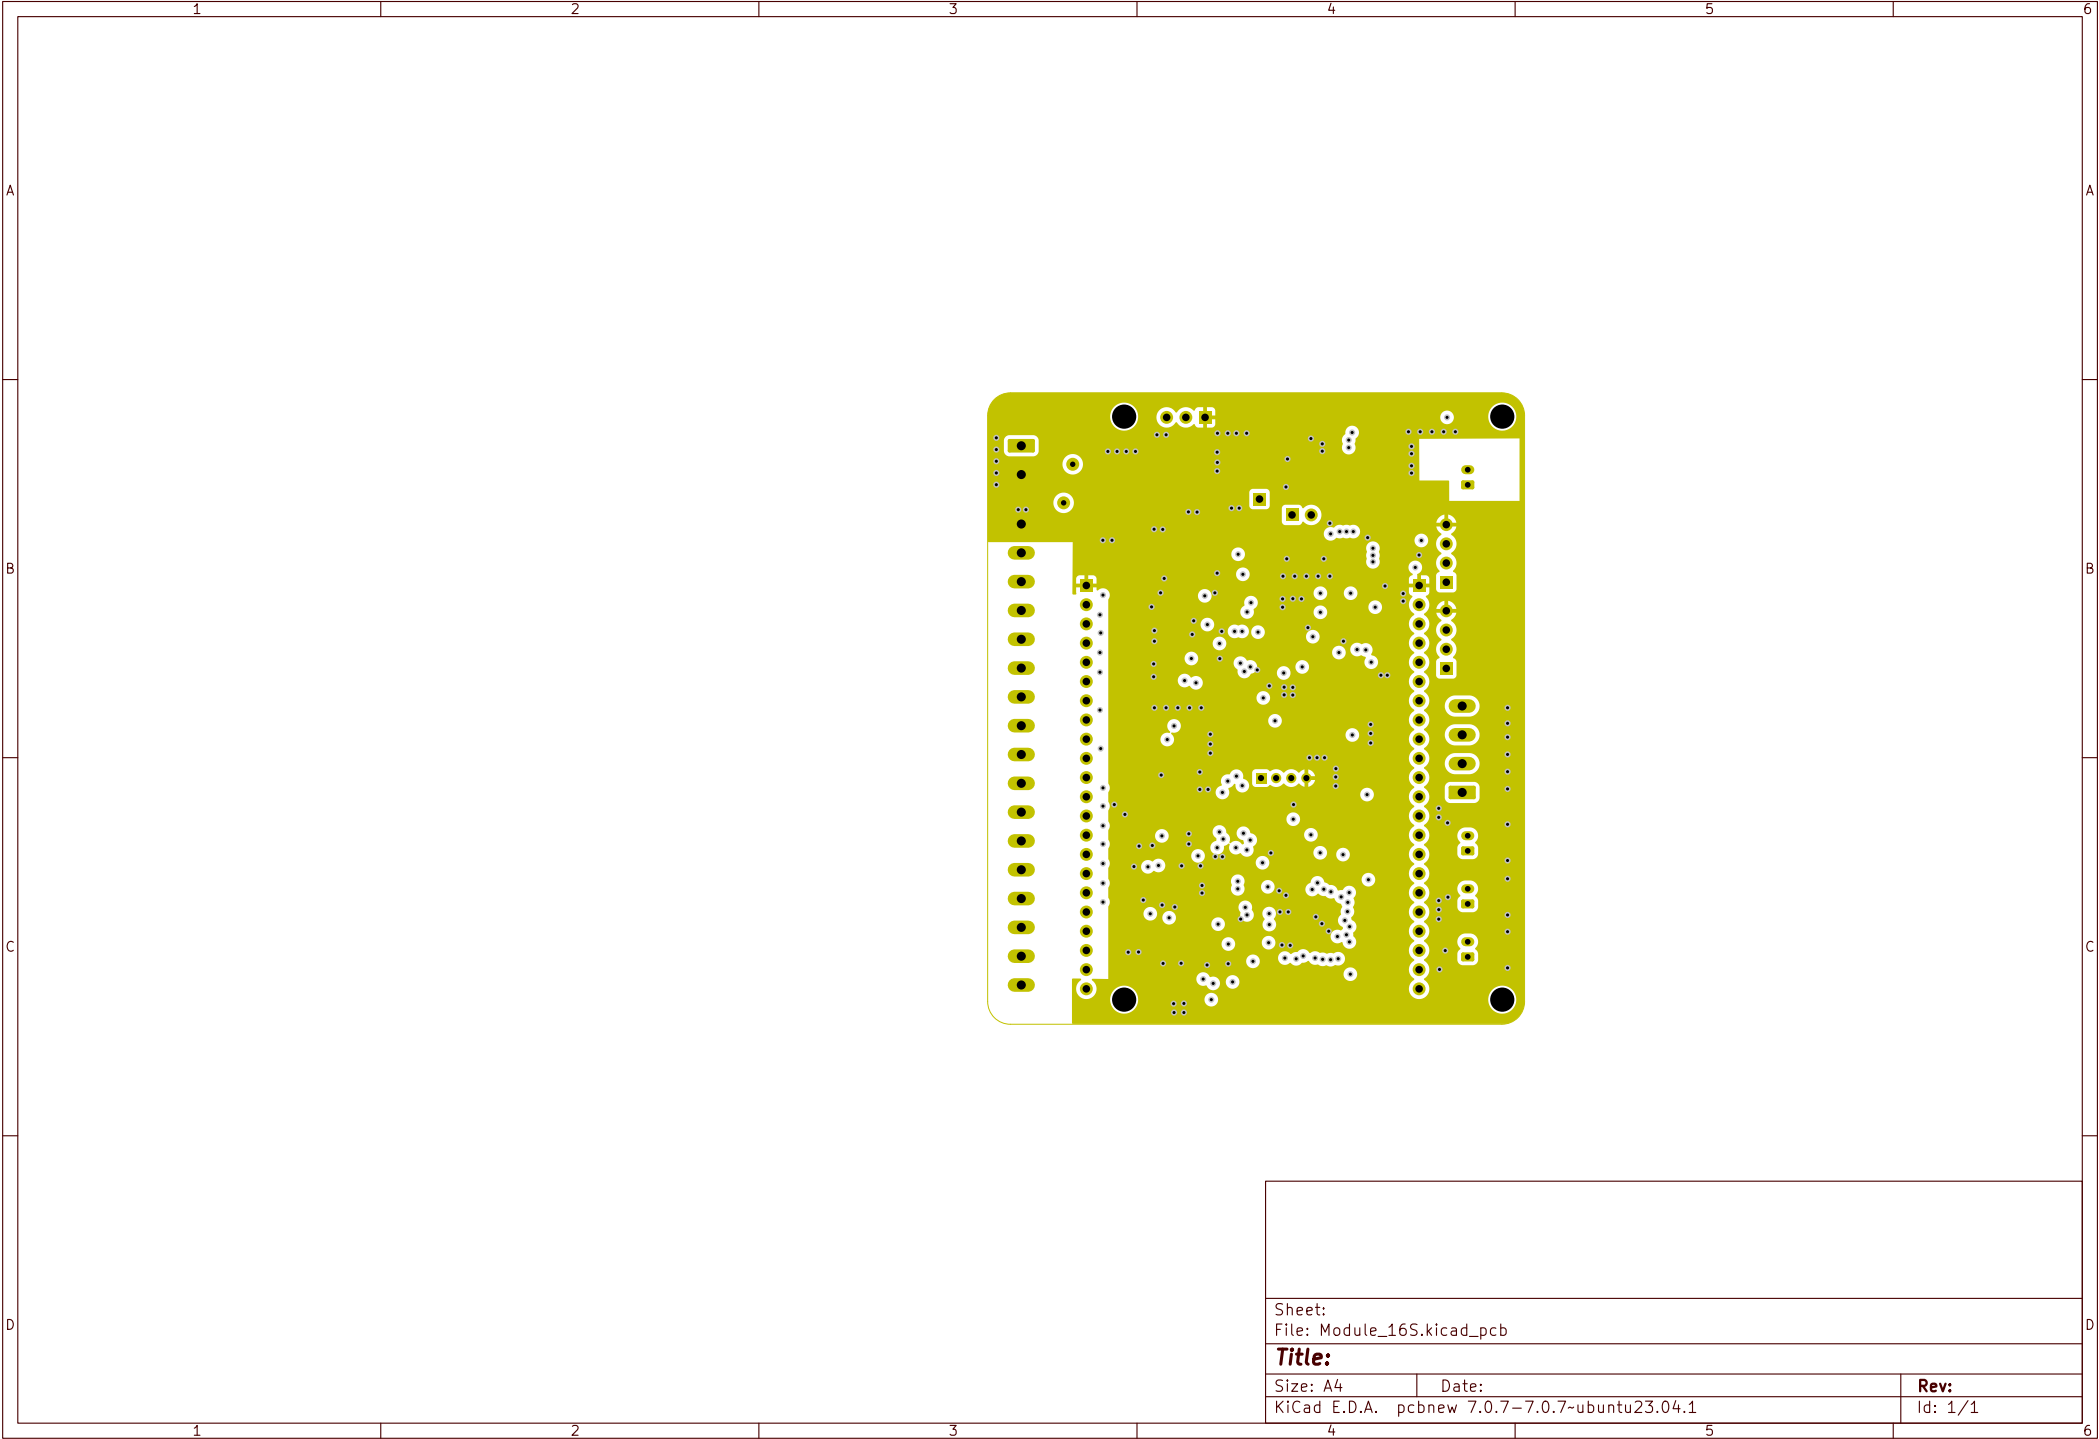 1 2 3 4 5 6
A A
B B
C C
D D
Sheet:
File: Module_16S.kicad_pcb
Title:
Size: A4 Date: Rev:
KiCad E.D.A. pcbnew 7.0.7-7.0.7~ubuntu23.04.1 Id: 1/1
1 2 3 4 5 6